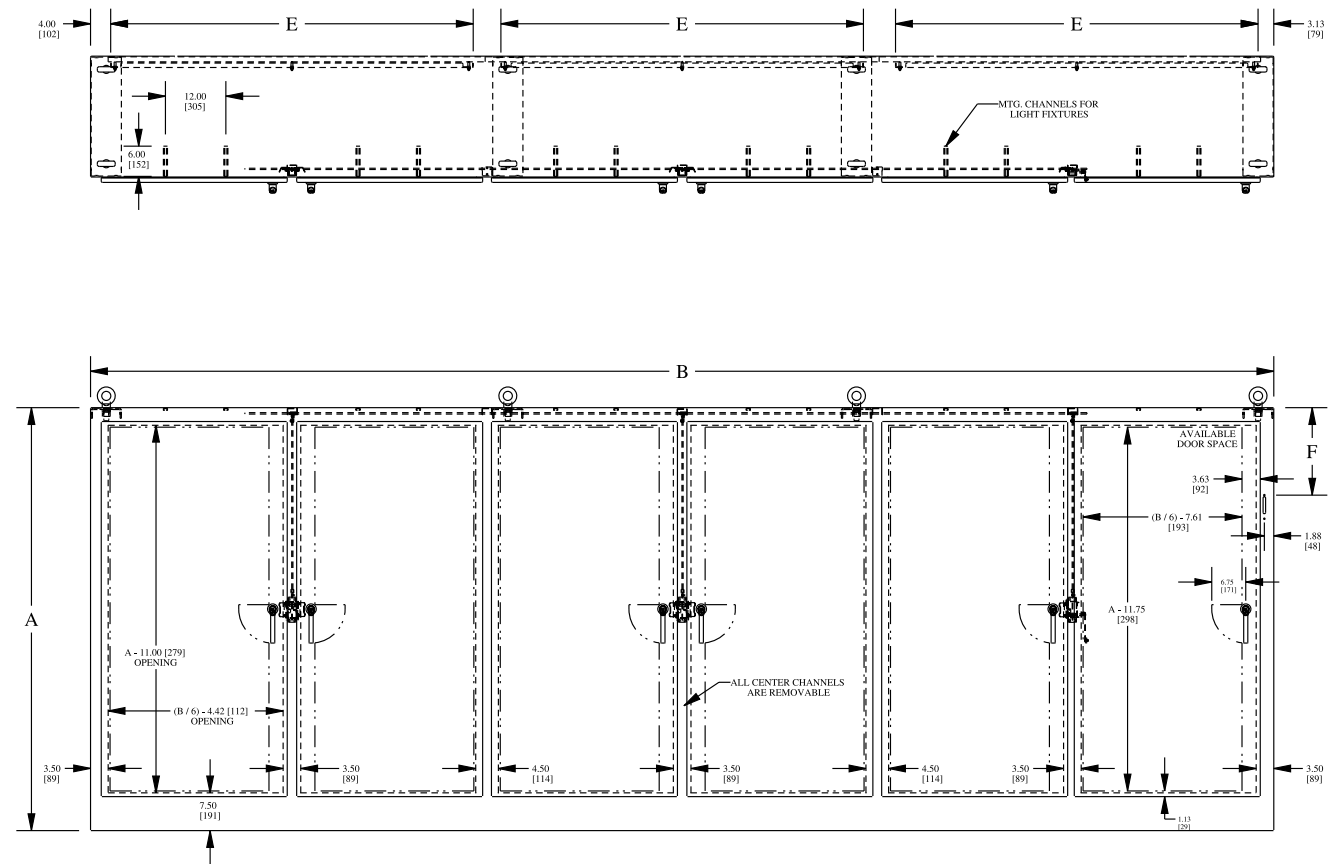 4.00
[102]
E
E
E
3.13
[79]
12.00
[305]
MTG. CHANNELS FOR
LIGHT FIXTURES
6.00
[152]
B
AVAILABLE
DOOR SPACE
F
3.63
[92]
(B / 6) - 7.61
[193]
1.88
[48]
6.75
[171]
A
A - 11.75
[298]
A - 11.00 [279]
OPENING
ALL CENTER CHANNELS
ARE REMOVABLE
(B / 6) - 4.42 [112]
OPENING
3.50
[89]
3.50
[89]
4.50
[114]
3.50
[89]
4.50
[114]
3.50
[89]
3.50
[89]
7.50
[191]
1.13
[29]